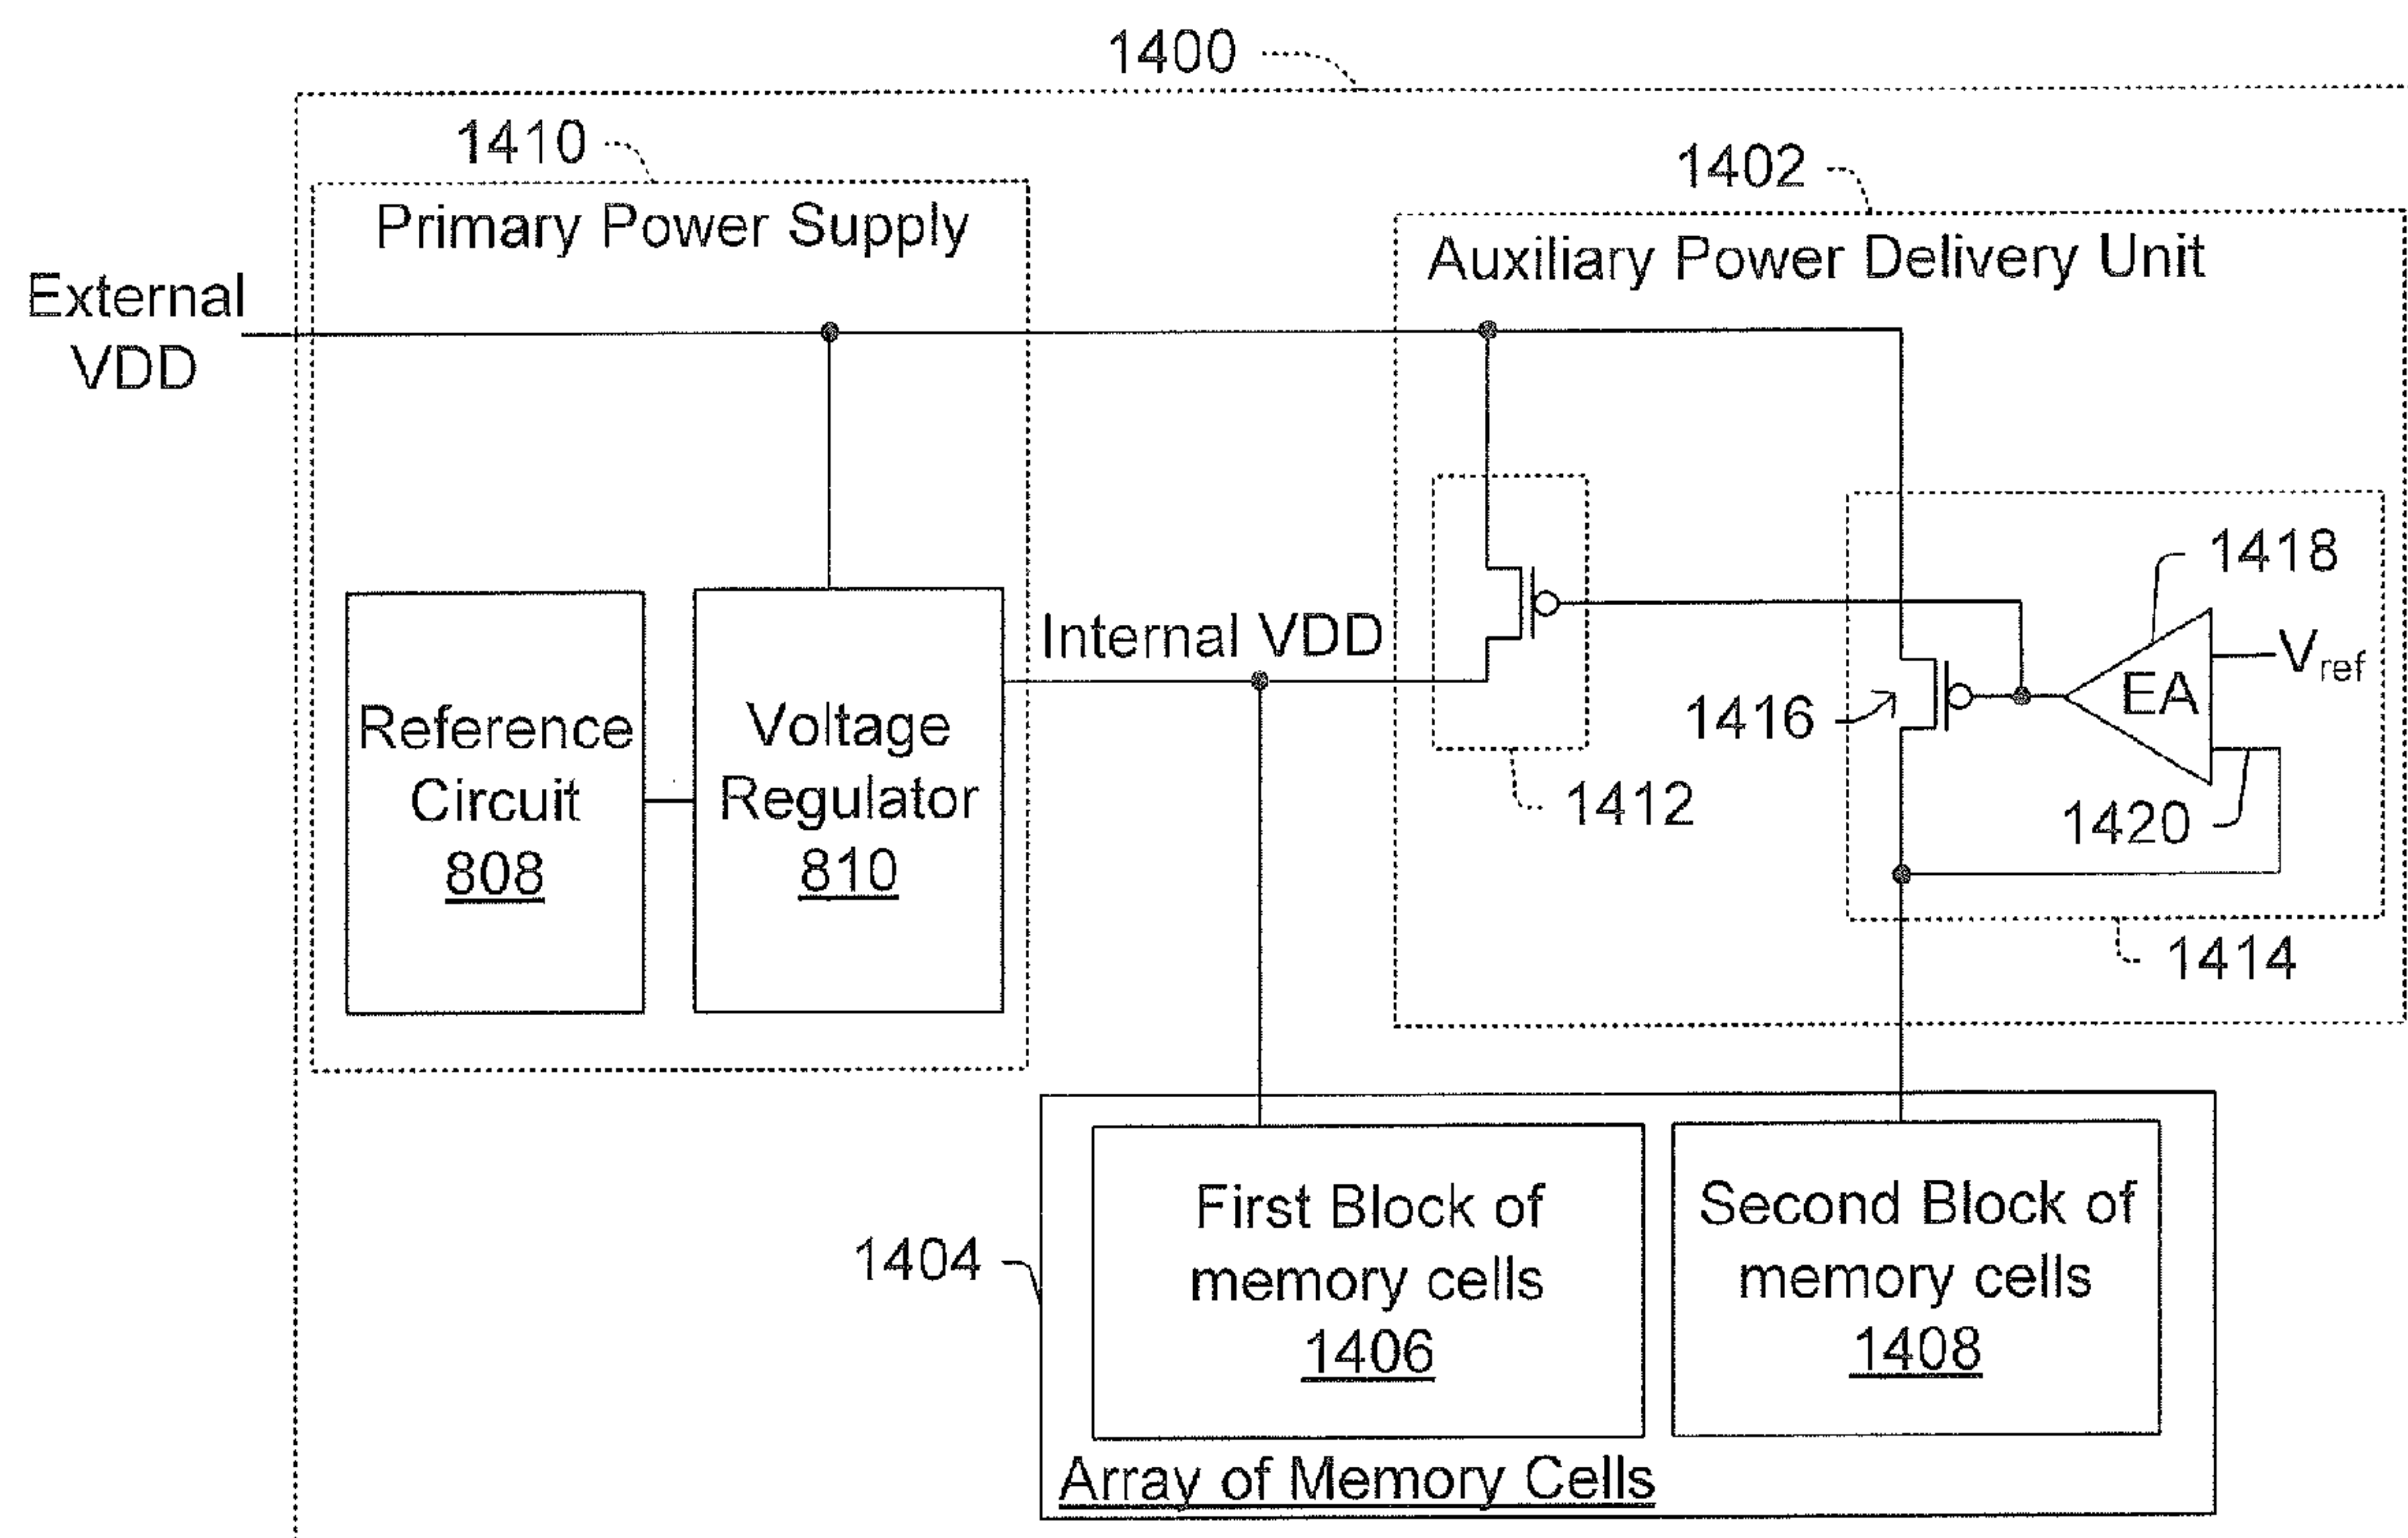 1400
1410
1402
Primary Power Supply
Auxiliary Power Delivery Unit
External
VDD
1418
Internal VDD
Vref
EA
1416
Reference
Circuit
808
Voltage
Regulator
810
1412
1420
1414
1404
First Block of
memory cells
1406
Second Block of
memory cells
1408
Array of Memory Cells